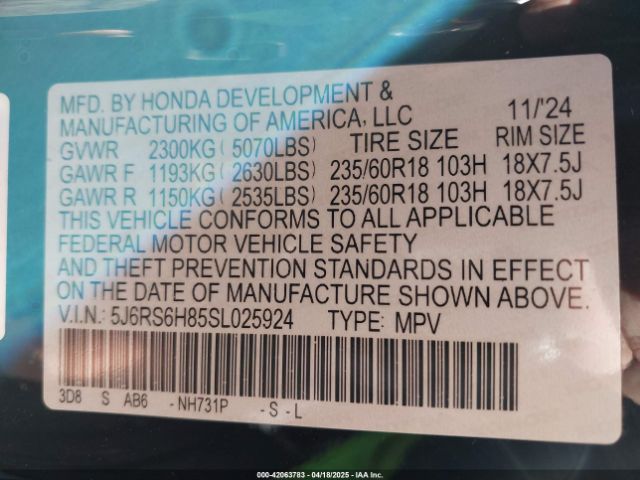 MFD. BY HONDA DEVELOPMENT &
MANUFACTURING OF AMERICA, LLC 11/'24
GVWR 2300KG (5070LBS) TIRE SIZE RIM SIZE
GAWR F 1193KG (2630LBS) 235/60R18 103H 18X7.5J
GAWR R 1150KG (2535LBS) 235/60R18 103H 18X7.5J
THIS VEHICLE CONFORMS TO ALL APPLICABLE
FEDERAL MOTOR VEHICLE SAFETY
AND THEFT PREVENTION STANDARDS IN EFFECT
ON THE DATE OF MANUFACTURE SHOWN ABOVE.
V.I.N.: 5J6RS6H85SL025924 TYPE: MPV
3D8 S AB6 - NH731P - S - L
000-42063783 - 04/18/2025 - IAA Inc.